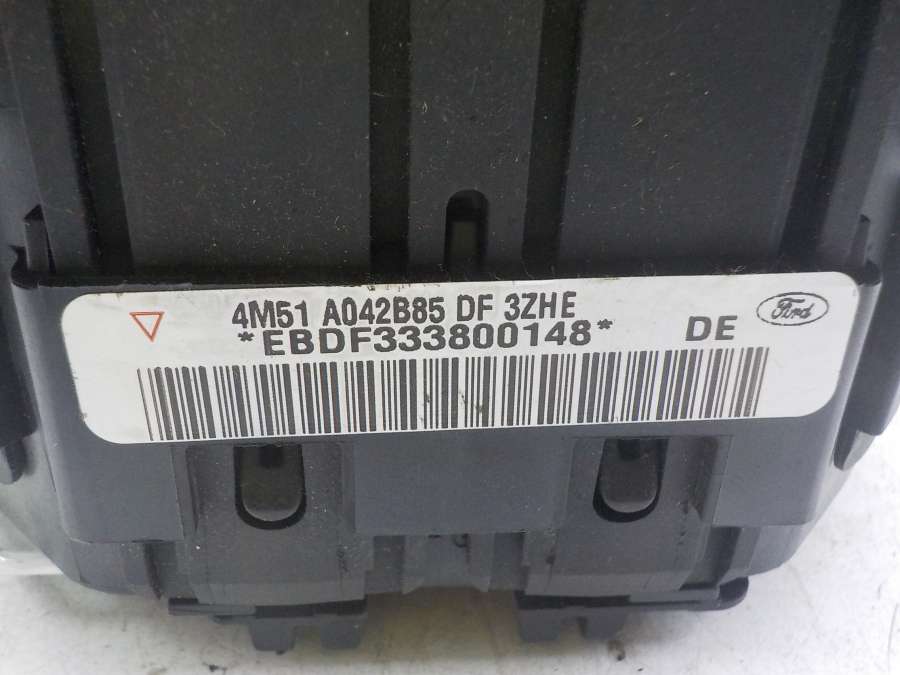 4M51 A042B85 DF 3ZHE
*EBDF333800148*
DE
Ford